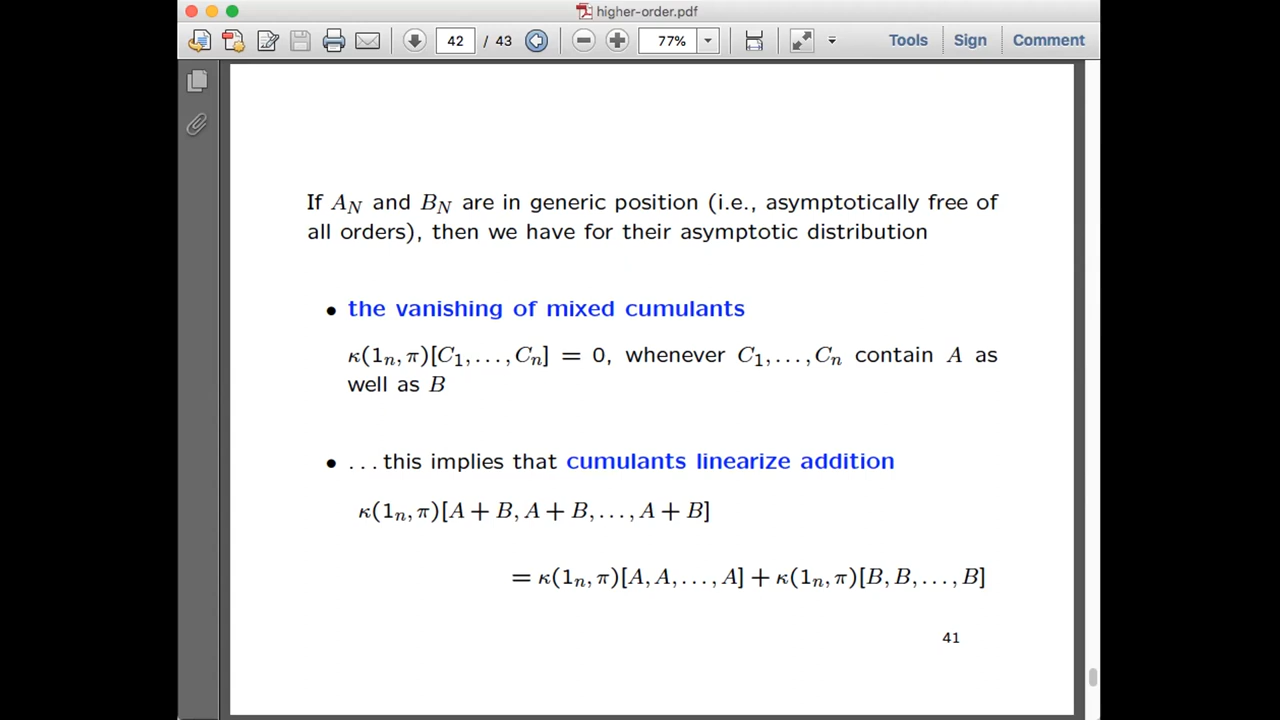 higher-order.pdf
42 / 43 77% Tools Sign Comment
If A_N and B_N are in generic position (i.e., asymptotically free of
all orders), then we have for their asymptotic distribution
• the vanishing of mixed cumulants
κ(1_n, π)[C_1, . . . , C_n] = 0, whenever C_1, . . . , C_n contain A as
well as B
• . . . this implies that cumulants linearize addition
κ(1_n, π)[A + B, A + B, . . . , A + B]
= κ(1_n, π)[A, A, . . . , A] + κ(1_n, π)[B, B, . . . , B]
41